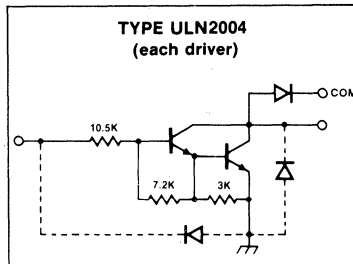 TYPE ULN2004
(each driver)
COM
10.5K
7.2K
3K